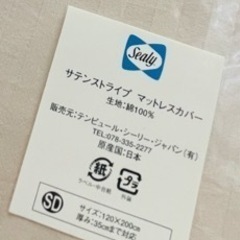 Sealy
サテンストライプ マットレスカバー
生地:綿100%
販売元:テンピュール・シーリー・ジャパン(有)
TEL:078-335-2277
原産国:日本
紙
ラベル・中台紙
プラ
外袋
SD
サイズ:120×200cm
厚み:35cmまで対応